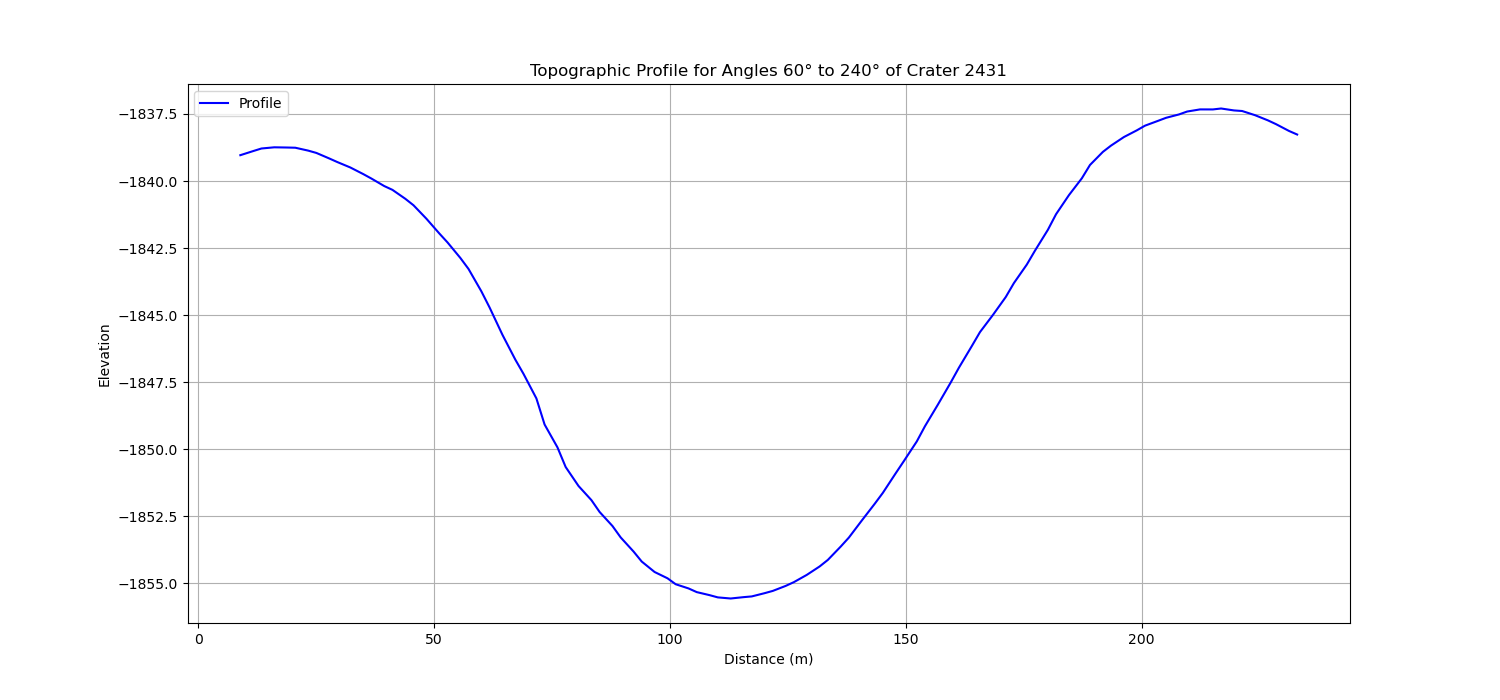 Topographic Profile for Angles 60° to 240° of Crater 2431
Profile
−1837.5
−1840.0
−1842.5
−1845.0
−1847.5
−1850.0
−1852.5
−1855.0
Elevation
0 50 100 150 200
Distance (m)